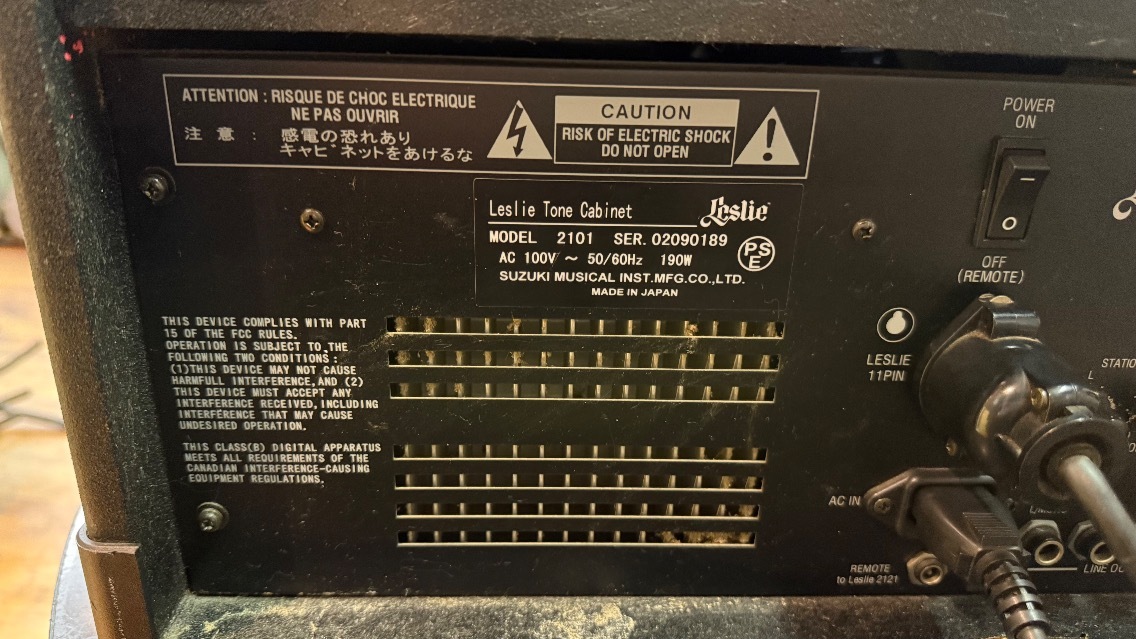 ATTENTION : RISQUE DE CHOC ELECTRIQUE
NE PAS OUVRIR
注 意 : 感電の恐れあり
キャビネットをあけるな
CAUTION
RISK OF ELECTRIC SHOCK
DO NOT OPEN
Leslie Tone Cabinet Leslie
MODEL 2101 SER. 02090189
AC 100V ~ 50/60Hz 190W
PS
E
SUZUKI MUSICAL INST.MFG.CO.,LTD.
MADE IN JAPAN
POWER
ON
OFF
(REMOTE)
THIS DEVICE COMPLIES WITH PART
15 OF THE FCC RULES.
OPERATION IS SUBJECT TO THE
FOLLOWING TWO CONDITIONS :
(1)THIS DEVICE MAY NOT CAUSE
HARMFULL INTERFERENCE,AND (2)
THIS DEVICE MUST ACCEPT ANY
INTERFERENCE RECEIVED,INCLUDING
INTERFERENCE THAT MAY CAUSE
UNDESIRED OPERATION.
THIS CLASS(B) DIGITAL APPARATUS
MEETS ALL REQUIREMENTS OF THE
CANADIAN INTERFERENCE-CAUSING
EQUIPMENT REGULATIONS.
LESLIE
11PIN
L
AC IN
REMOTE
to Leslie 2121
LINE